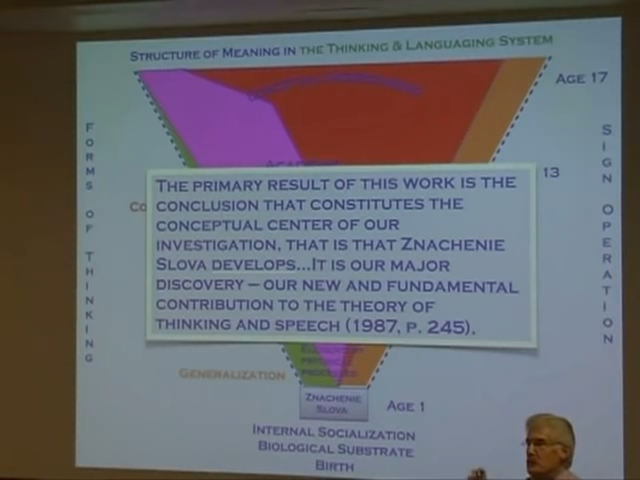 STRUCTURE OF MEANING IN THE THINKING & LANGUAGING SYSTEM
AGE 17
FORMS OF THINKING
SIGN OPERATION
13
THE PRIMARY RESULT OF THIS WORK IS THE
CONCLUSION THAT CONSTITUTES THE
CONCEPTUAL CENTER OF OUR
INVESTIGATION, THAT IS THAT ZNACHENIE
SLOVA DEVELOPS...IT IS OUR MAJOR
DISCOVERY – OUR NEW AND FUNDAMENTAL
CONTRIBUTION TO THE THEORY OF
THINKING AND SPEECH (1987, P. 245).
GENERALIZATION
ZNACHENIE
SLOVA
AGE 1
INTERNAL SOCIALIZATION
BIOLOGICAL SUBSTRATE
BIRTH